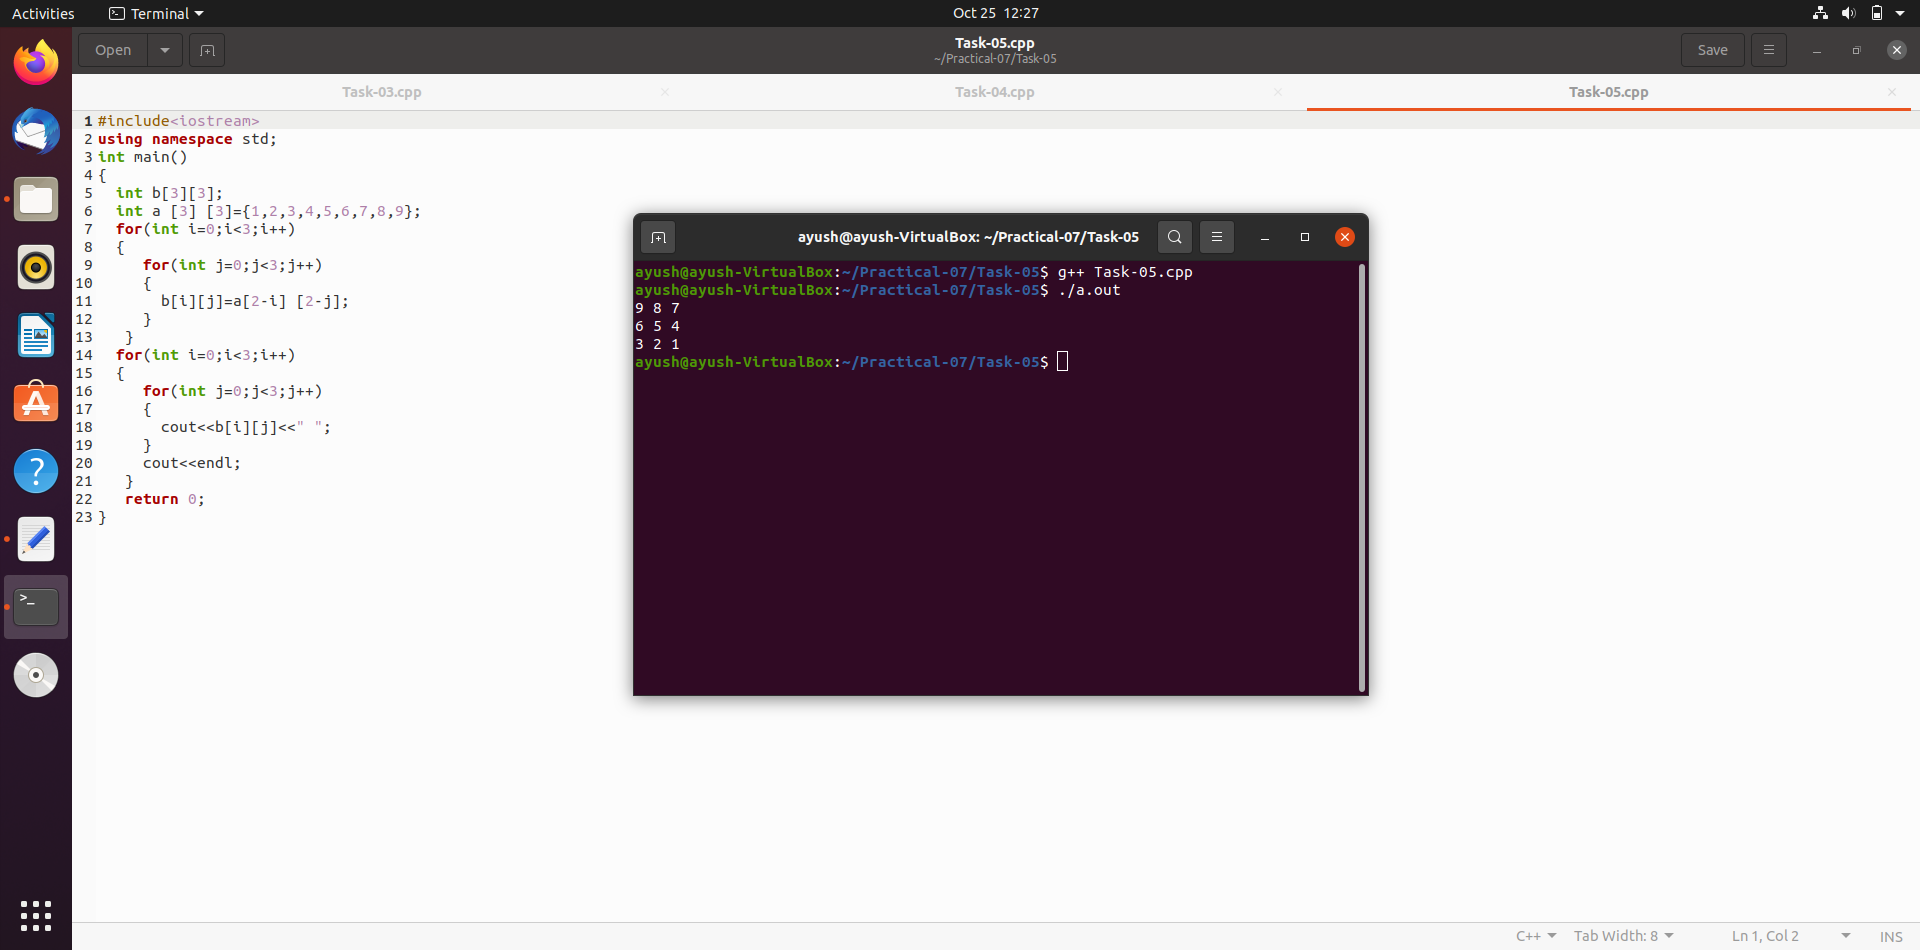 Activities
Terminal
Oct 25 12:27
Open
Task-05.cpp
~/Practical-07/Task-05
Save
Task-03.cpp
Task-04.cpp
Task-05.cpp
1 #include<iostream>
2 using namespace std;
3 int main()
4 {
5   int b[3][3];
6   int a [3] [3]={1,2,3,4,5,6,7,8,9};
7   for(int i=0;i<3;i++)
8   {
9      for(int j=0;j<3;j++)
10      {
11        b[i][j]=a[2-i] [2-j];
12      }
13    }
14   for(int i=0;i<3;i++)
15   {
16      for(int j=0;j<3;j++)
17      {
18        cout<<b[i][j]<<" ";
19      }
20      cout<<endl;
21    }
22    return 0;
23 }
ayush@ayush-VirtualBox: ~/Practical-07/Task-05
ayush@ayush-VirtualBox:~/Practical-07/Task-05$ g++ Task-05.cpp
ayush@ayush-VirtualBox:~/Practical-07/Task-05$ ./a.out
9 8 7
6 5 4
3 2 1
ayush@ayush-VirtualBox:~/Practical-07/Task-05$
C++
Tab Width: 8
Ln 1, Col 2
INS